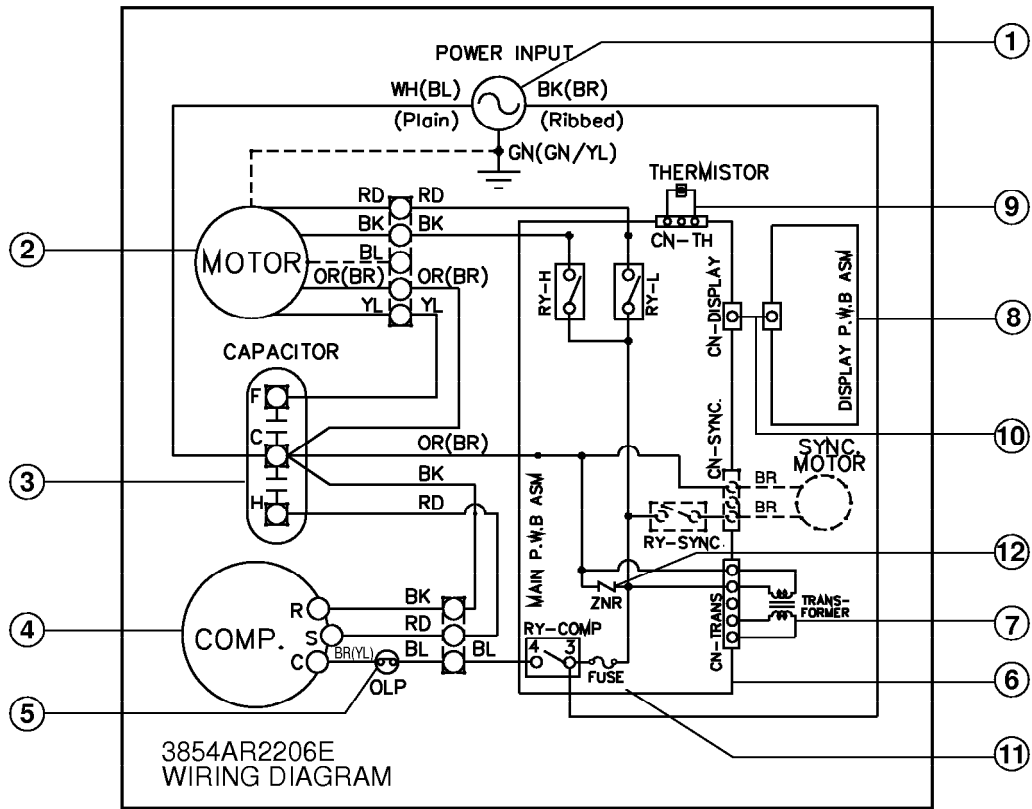 1
POWER INPUT
WH(BL)
BK(BR)
(Plain)
(Ribbed)
GN(GN/YL)
THERMISTOR
9
CN-TH
RD
RD
BK
BK
BL
OR(BR)
OR(BR)
YL
YL
2
MOTOR
RY-H
RY-L
CN-DISPLAY
DISPLAY P.W.B ASM
8
CAPACITOR
F
C
H
3
OR(BR)
BK
RD
CN-SYNC.
10
SYNC.
MOTOR
BR
BR
RY-SYNC.
MAIN P.W.B ASM
12
ZNR
CN-TRANS
TRANS-
FORMER
7
4
COMP.
R
S
C
BK
RD
BR(YL)
BL
BL
OLP
5
RY-COMP
4
3
FUSE
6
11
3854AR2206E
WIRING DIAGRAM